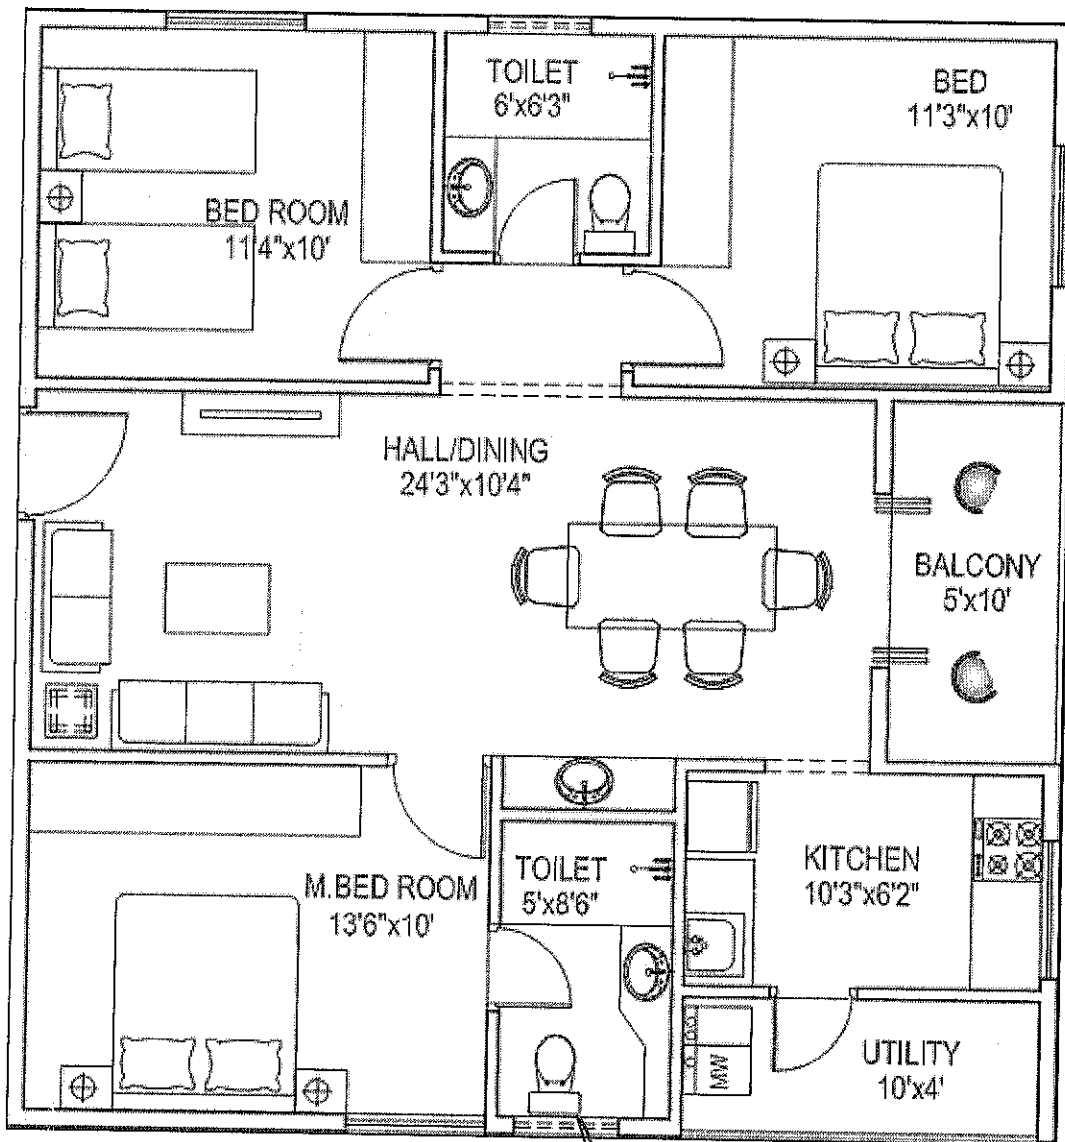 TOILET
6'x6'3"
BED
11'3"x10'
BED ROOM
11'4"x10'
HALL/DINING
24'3"x10'4"
BALCONY
5'x10'
M.BED ROOM
13'6"x10'
TOILET
5'x8'6"
KITCHEN
10'3"x6'2"
MW
UTILITY
10'x4'